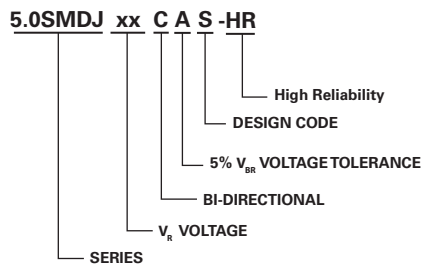 5.0SMDJ xx C A S -HR
High Reliability
DESIGN CODE
5% VBR VOLTAGE TOLERANCE
BI-DIRECTIONAL
VR VOLTAGE
SERIES